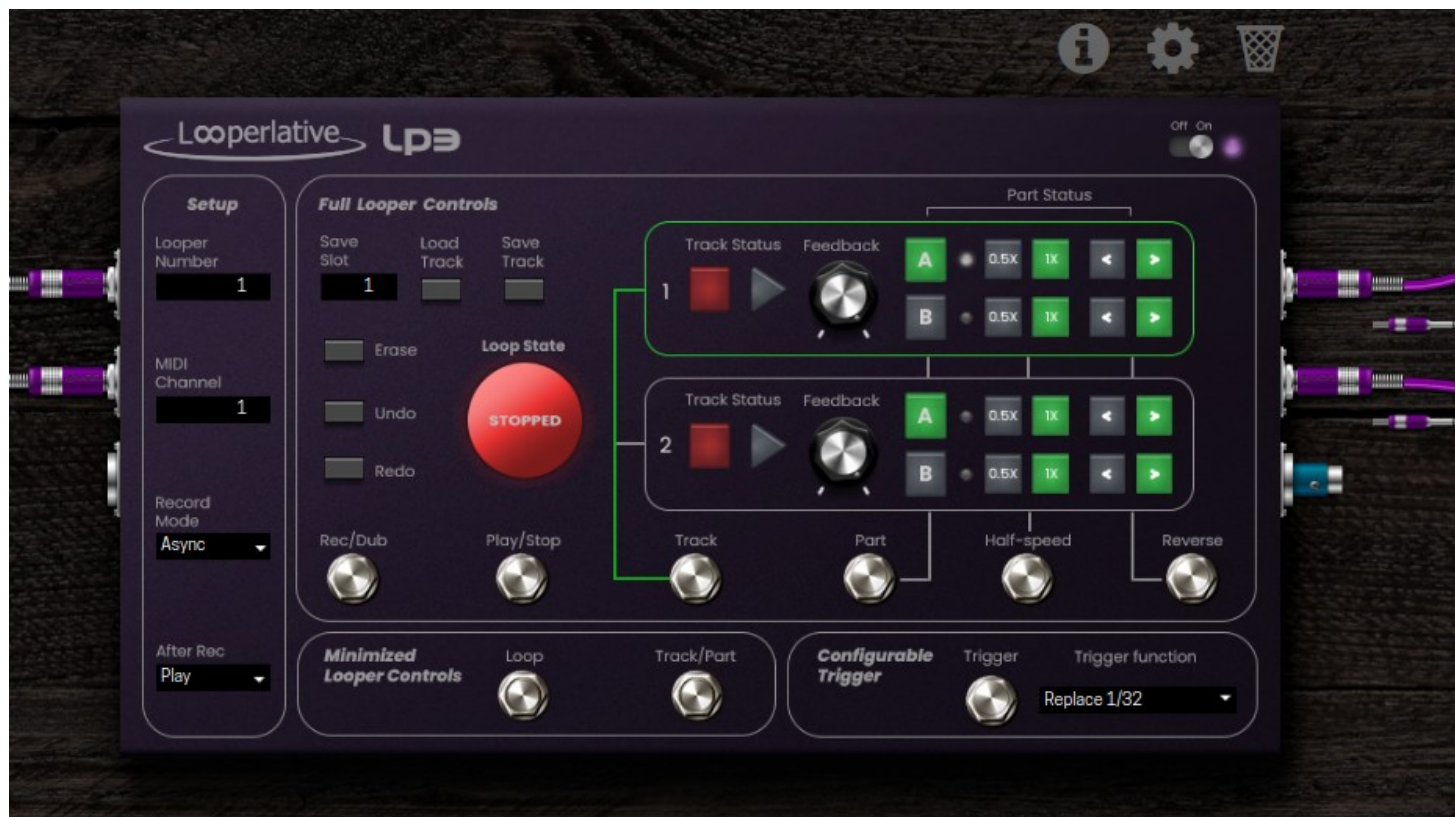 Looperlative LP3
Off On
Setup
Looper
Number
1
MIDI
Channel
1
Record
Mode
Async
After Rec
Play
Full Looper Controls
Save
Slot
1
Load
Track
Save
Track
Erase
Undo
Redo
Loop State
STOPPED
Part Status
1
Track Status
Feedback
A
0.5X
1X
<
>
B
0.5X
1X
<
>
2
Track Status
Feedback
A
0.5X
1X
<
>
B
0.5X
1X
<
>
Rec/Dub
Play/Stop
Track
Part
Half-speed
Reverse
Minimized
Looper Controls
Loop
Track/Part
Configurable
Trigger
Trigger
Trigger function
Replace 1/32